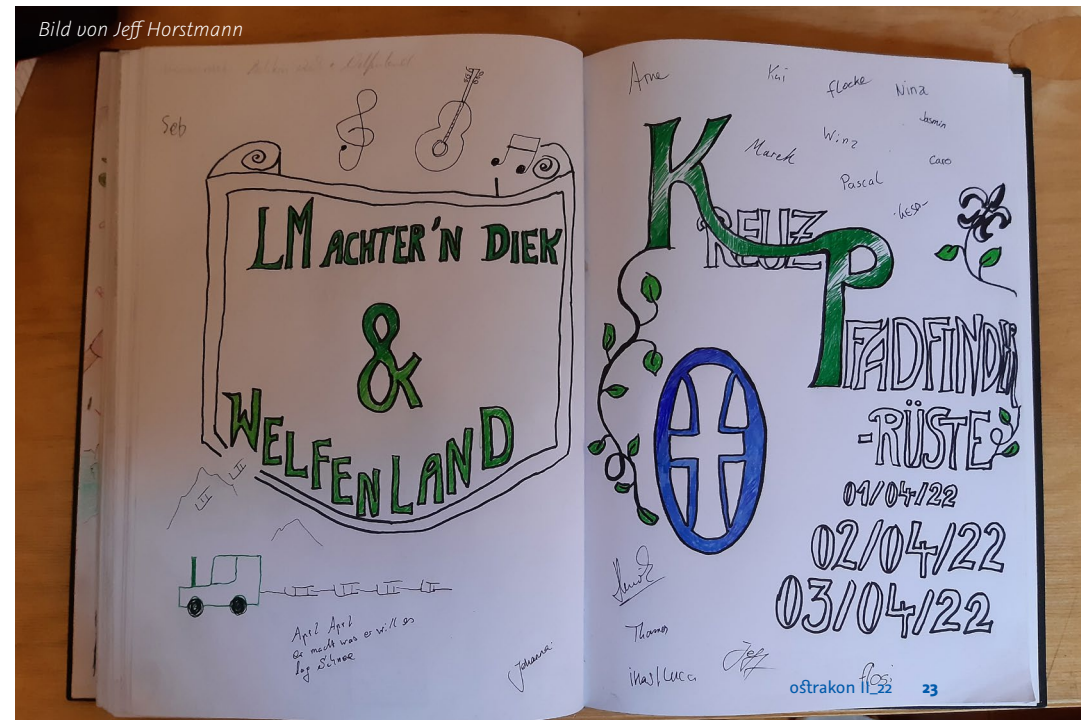 Bild von Jeff Horstmann
Seb
LM ACHTER'N DIEK
&
WELFENLAND
April April
Er macht was er will es
lag Schnee
Johanna
Arne
Kai
flocke
Nina
Jasmin
Marek
Winz
Caro
Pascal
KREUZ
PFADFINDER
-RÜSTE
01/04/22
02/04/22
03/04/22
Thomas
Jeff
flosi
oſtrakon II_22 23